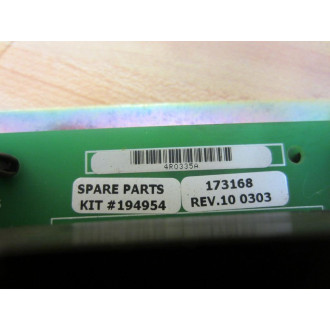 4R0335A
SPARE PARTS
KIT #194954
173168
REV.10 0303